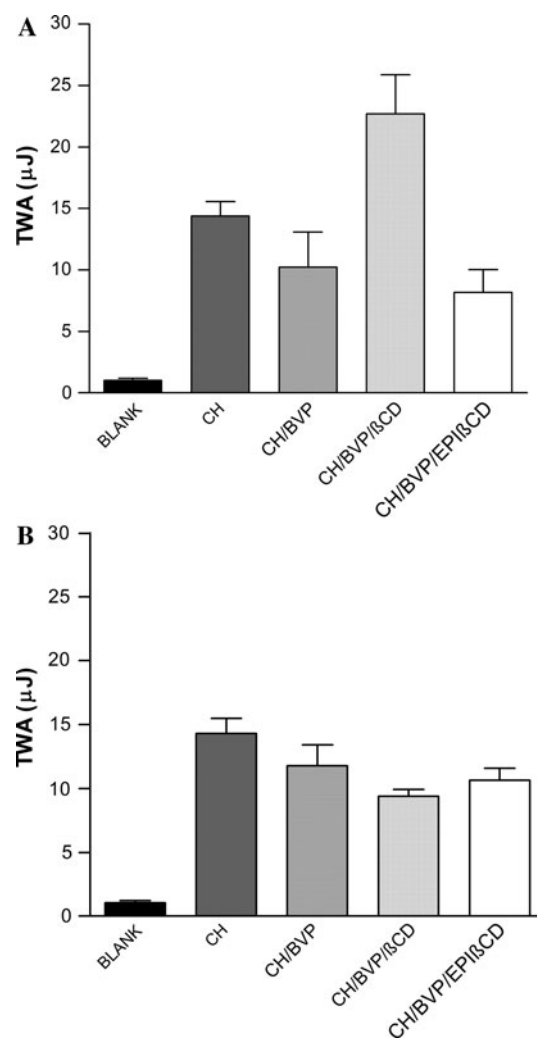 A
30
25
20
15
10
5
0
TWA (μJ)
BLANK
CH
CH/BVP
CH/BVP/ßCD
CH/BVP/EPIßCD
B
30
25
20
15
10
5
0
TWA (μJ)
BLANK
CH
CH/BVP
CH/BVP/ßCD
CH/BVP/EPIßCD